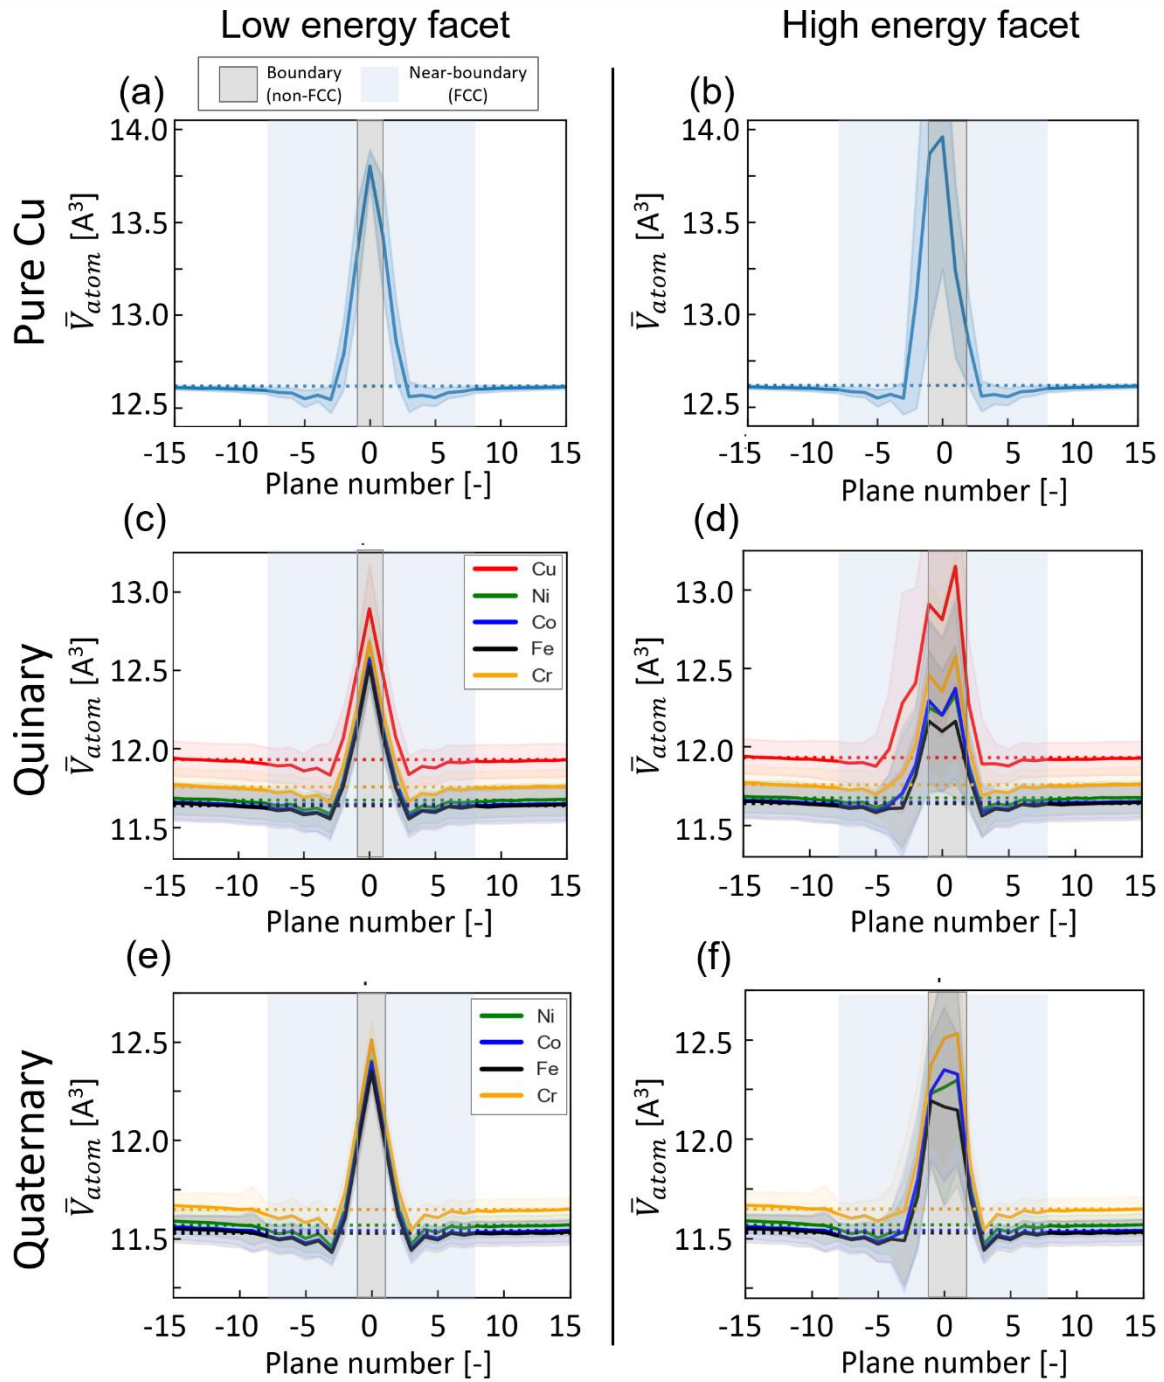 Low energy facet
High energy facet
Boundary
(non-FCC)
Near-boundary
(FCC)
Pure Cu
(a)
V̄atom [A³]
14.0
13.5
13.0
12.5
-15 -10 -5 0 5 10 15
Plane number [-]
(b)
V̄atom [A³]
14.0
13.5
13.0
12.5
-15 -10 -5 0 5 10 15
Plane number [-]
Quinary
(c)
V̄atom [A³]
13.0
12.5
12.0
11.5
Cu
Ni
Co
Fe
Cr
-15 -10 -5 0 5 10 15
Plane number [-]
(d)
V̄atom [A³]
13.0
12.5
12.0
11.5
-15 -10 -5 0 5 10 15
Plane number [-]
Quaternary
(e)
V̄atom [A³]
12.5
12.0
11.5
Ni
Co
Fe
Cr
-15 -10 -5 0 5 10 15
Plane number [-]
(f)
V̄atom [A³]
12.5
12.0
11.5
-15 -10 -5 0 5 10 15
Plane number [-]